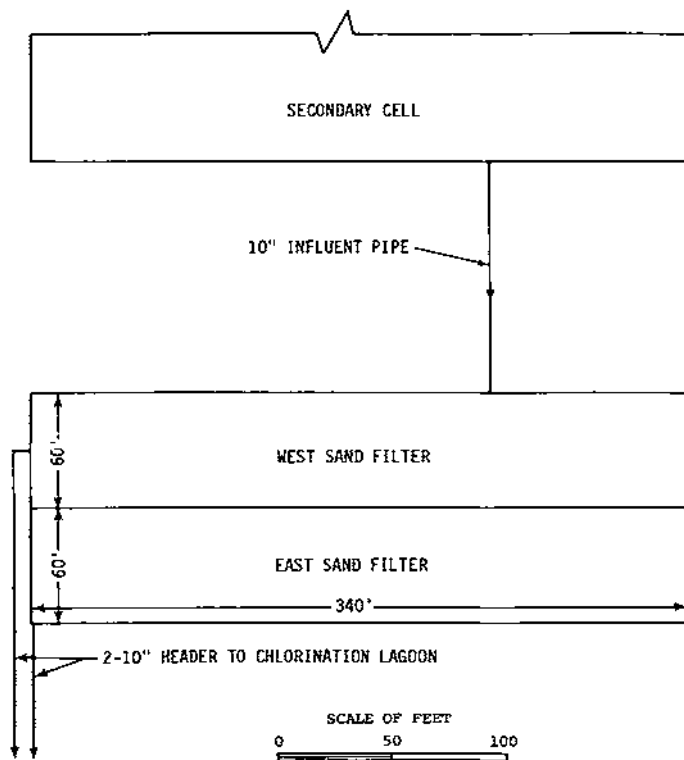 SECONDARY CELL
10" INFLUENT PIPE
60'
WEST SAND FILTER
60'
EAST SAND FILTER
340'
2-10" HEADER TO CHLORINATION LAGOON
SCALE OF FEET
0 50 100